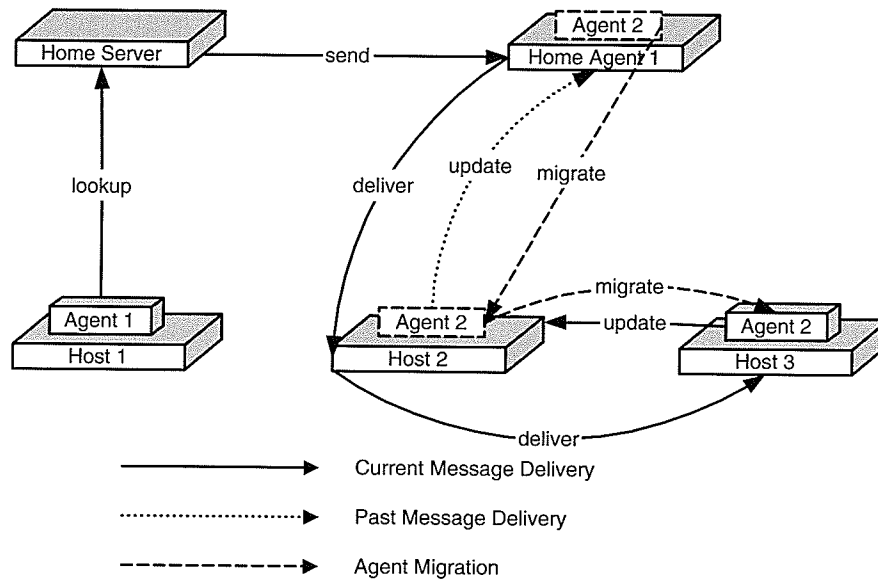 Agent 2
Home Server
send
Home Agent 1
update
migrate
deliver
lookup
migrate
Agent 1
Agent 2
update
Agent 2
Host 1
Host 2
Host 3
deliver
Current Message Delivery
Past Message Delivery
Agent Migration